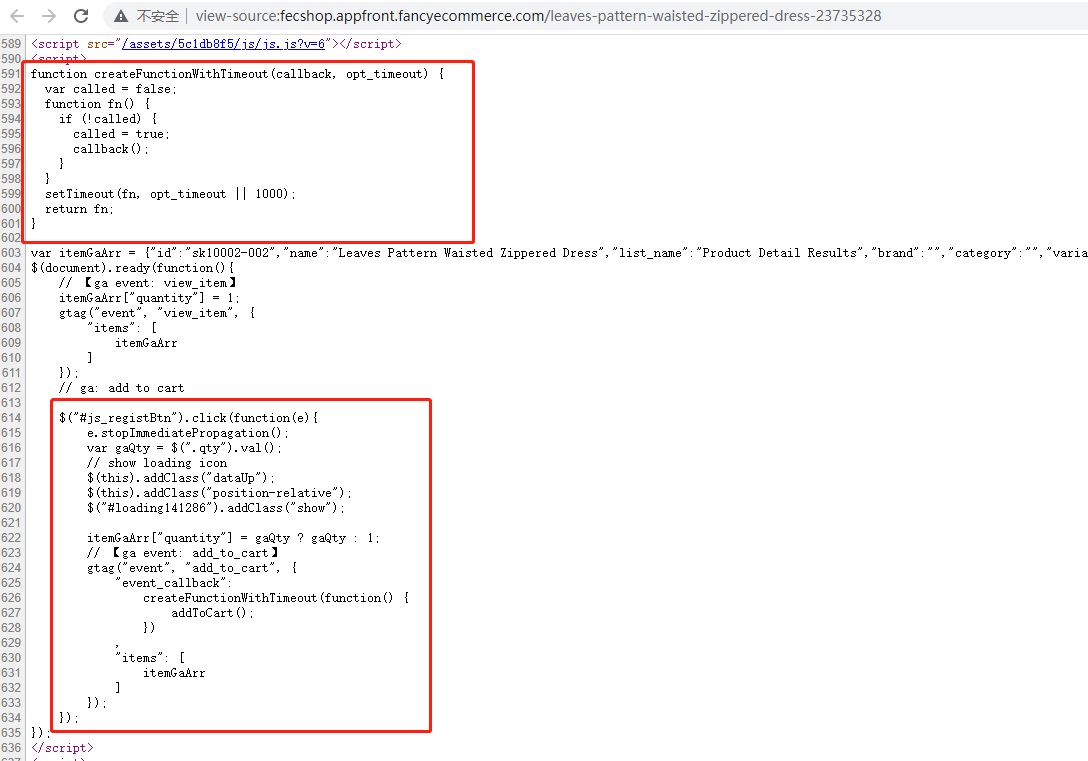 不安全 view-source:fecshop.appfront.fancyecommerce.com/leaves-pattern-waisted-zippered-dress-23735328
589 <script src="/assets/5c1db8f5/js/js.js?v=6"></script>
590 <script>
591 function createFunctionWithTimeout(callback, opt_timeout) {
592   var called = false;
593   function fn() {
594     if (!called) {
595       called = true;
596       callback();
597     }
598   }
599   setTimeout(fn, opt_timeout || 1000);
600   return fn;
601 }
602
603 var itemGaArr = {"id":"sk10002-002","name":"Leaves Pattern Waisted Zippered Dress","list_name":"Product Detail Results","brand":"","category":"","varia
604 $(document).ready(function(){
605     // 【ga event: view_item】
606     itemGaArr["quantity"] = 1;
607     gtag("event", "view_item", {
608         "items": [
609             itemGaArr
610         ]
611     });
612     // ga: add to cart
613
614     $("#js_registBtn").click(function(e){
615         e.stopImmediatePropagation();
616         var gaQty = $(".qty").val();
617         // show loading icon
618         $(this).addClass("dataUp");
619         $(this).addClass("position-relative");
620         $("#loading141286").addClass("show");
621
622         itemGaArr["quantity"] = gaQty ? gaQty : 1;
623         // 【ga event: add_to_cart】
624         gtag("event", "add_to_cart", {
625             "event_callback":
626                 createFunctionWithTimeout(function() {
627                     addToCart();
628                 })
629             ,
630             "items": [
631                 itemGaArr
632             ]
633         });
634     });
635 });
636 </script>